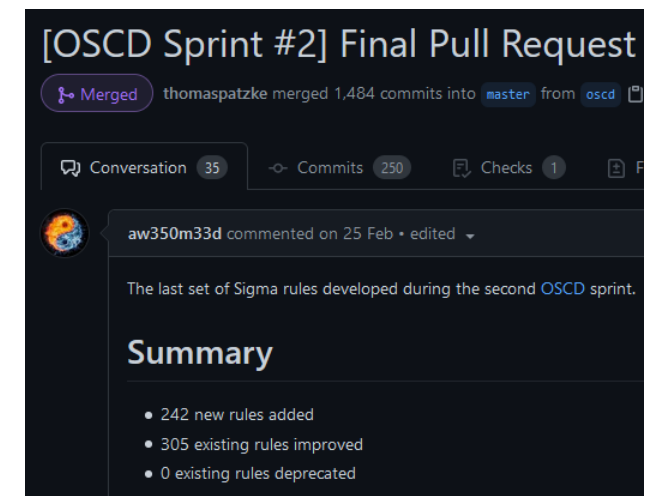 [OSCD Sprint #2] Final Pull Request
Merged thomaspatzke merged 1,484 commits into master from oscd
Conversation 35 Commits 250 Checks 1 F
aw350m33d commented on 25 Feb • edited
The last set of Sigma rules developed during the second OSCD sprint.
Summary
• 242 new rules added
• 305 existing rules improved
• 0 existing rules deprecated